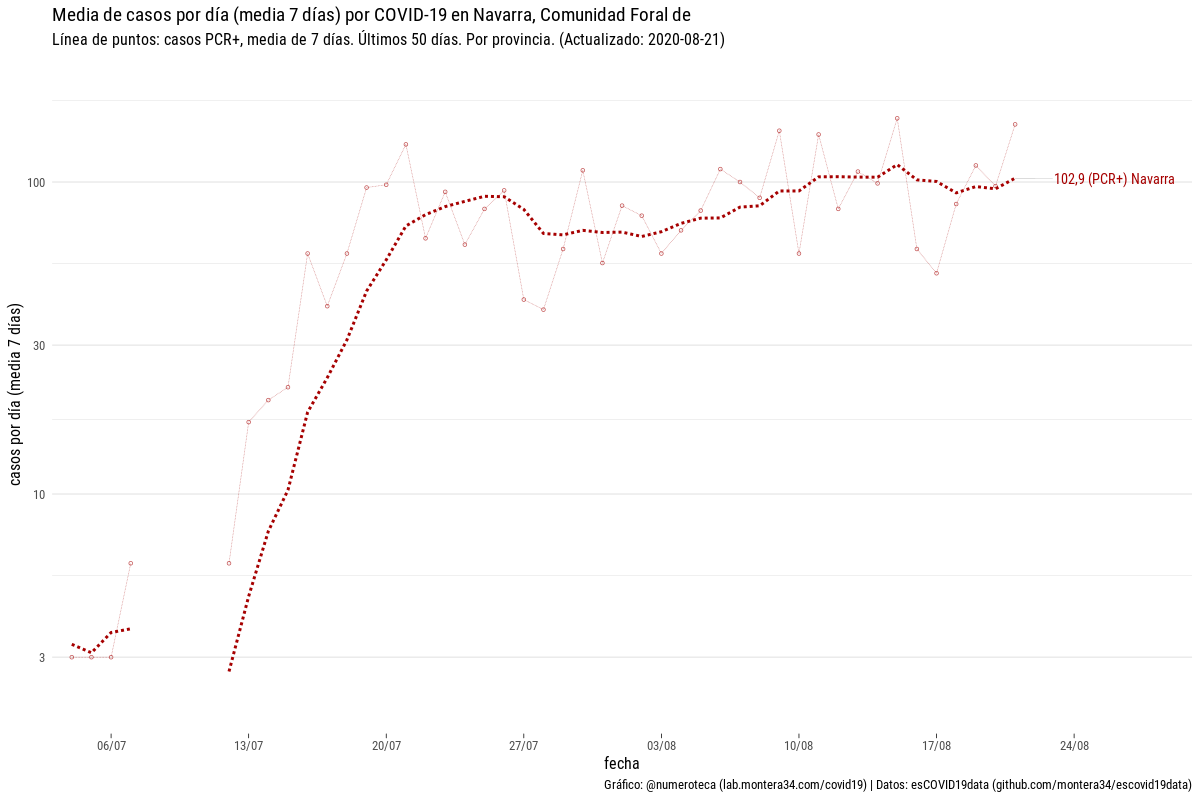 Media de casos por día (media 7 días) por COVID-19 en Navarra, Comunidad Foral de
Línea de puntos: casos PCR+, media de 7 días. Últimos 50 días. Por provincia. (Actualizado: 2020-08-21)
casos por día (media 7 días)
100
30
10
3
102,9 (PCR+) Navarra
06/07
13/07
20/07
27/07
03/08
10/08
17/08
24/08
fecha
Gráfico: @numeroteca (lab.montera34.com/covid19) | Datos: esCOVID19data (github.com/montera34/escovid19data)